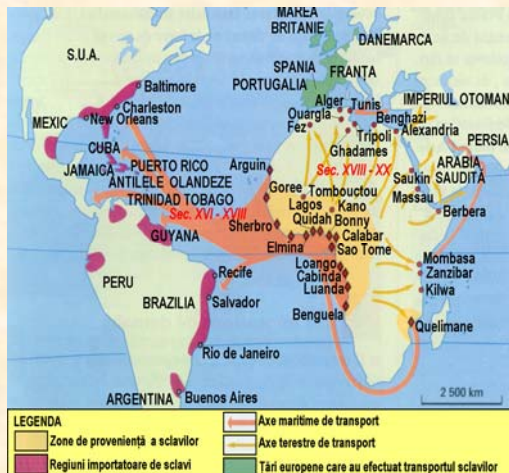 MAREA
BRITANIE
DANEMARCA
S.U.A.
SPANIA
FRANȚA
PORTUGALIA
Baltimore
Charleston
New Orleans
MEXIC
Alger
Tunis
IMPERIUL OTOMAN
Ouargla
Benghazi
Fez
Tripoli
Alexandria
Ghadames
PERSIA
CUBA
JAMAICA
PUERTO RICO
ANTILELE OLANDEZE
TRINIDAD TOBAGO
Arguin
Sec. XVIII - XX
ARABIA
SAUDITĂ
Saukin
Massau
Goree
Tombouctou
Lagos
Kano
Quidah
Bonny
Berbera
Sec. XVI - XVIII
Sherbro
GUYANA
Elmina
Calabar
Sao Tome
Loango
Cabinda
Luanda
Mombasa
Zanzibar
Kilwa
PERU
Recife
BRAZILIA
Salvador
Benguela
Quelimane
Rio de Janeiro
ARGENTINA
Buenos Aires
2 500 km
LEGENDA
Zone de proveniență a sclavilor
Regiuni importatoare de sclavi
Axe maritime de transport
Axe terestre de transport
Țări europene care au efectuat transportul sclavilor